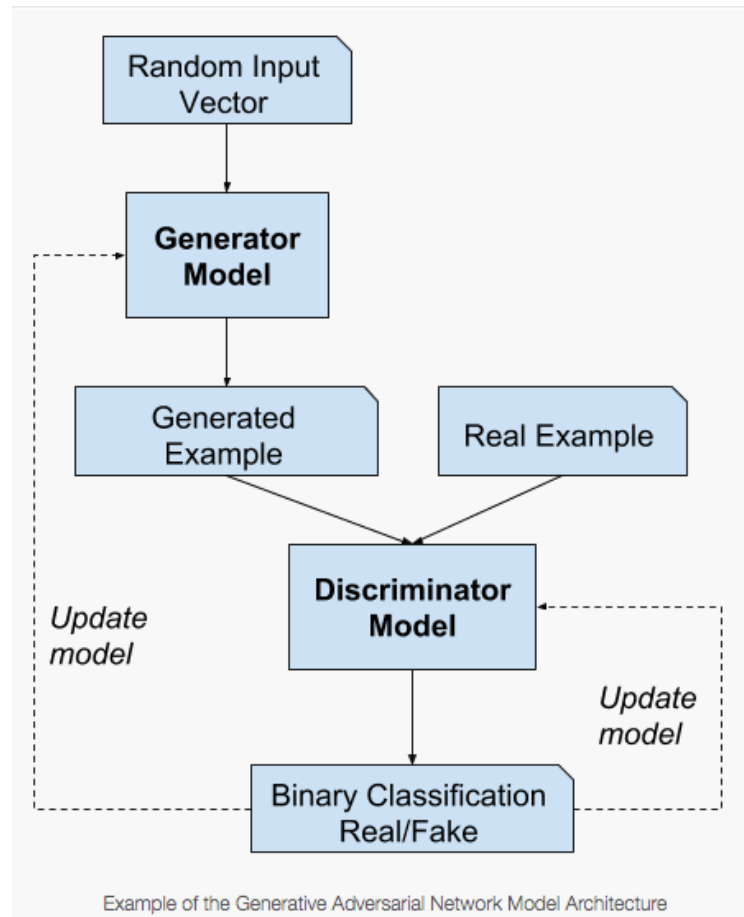 Random Input
Vector
Generator
Model
Generated
Example
Real Example
Discriminator
Model
Update
model
Update
model
Binary Classification
Real/Fake
Example of the Generative Adversarial Network Model Architecture